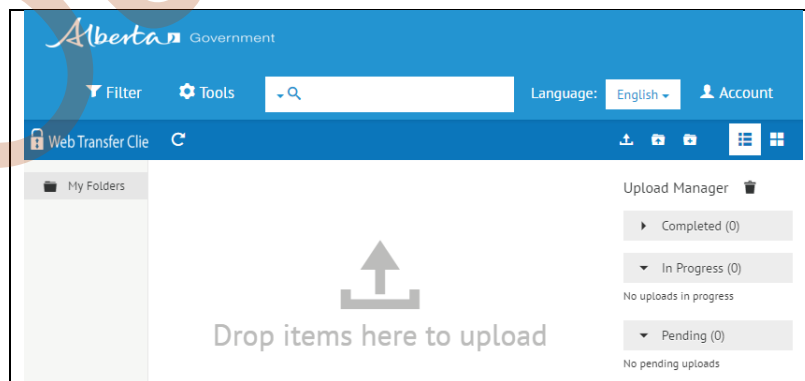 Alberta Government
Filter Tools Language: English Account
Web Transfer Clie
My Folders
Upload Manager
Completed (0)
In Progress (0)
No uploads in progress
Drop items here to upload
Pending (0)
No pending uploads